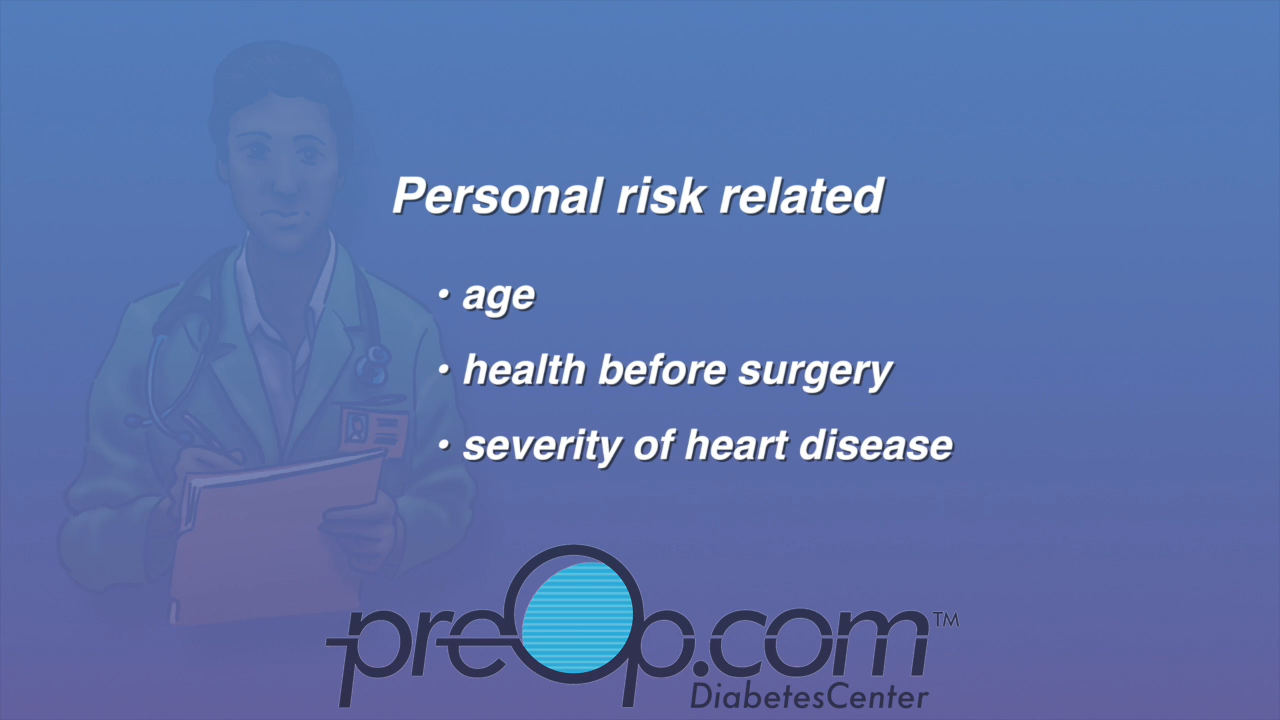 Personal risk related
• age
• health before surgery
• severity of heart disease
preOp.com™
DiabetesCenter